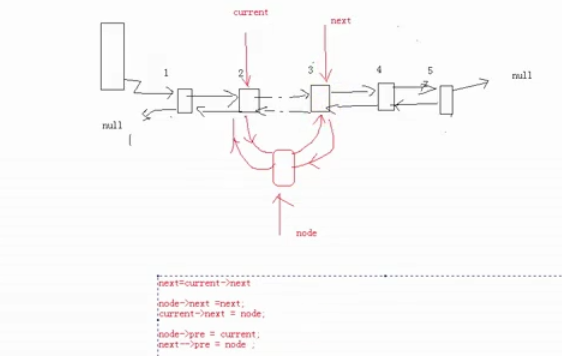 current
next
1
2
3
4
5
null
null
node
next=current->next
node->next =next;
current->next = node;
node->pre = current;
next-->pre = node ;